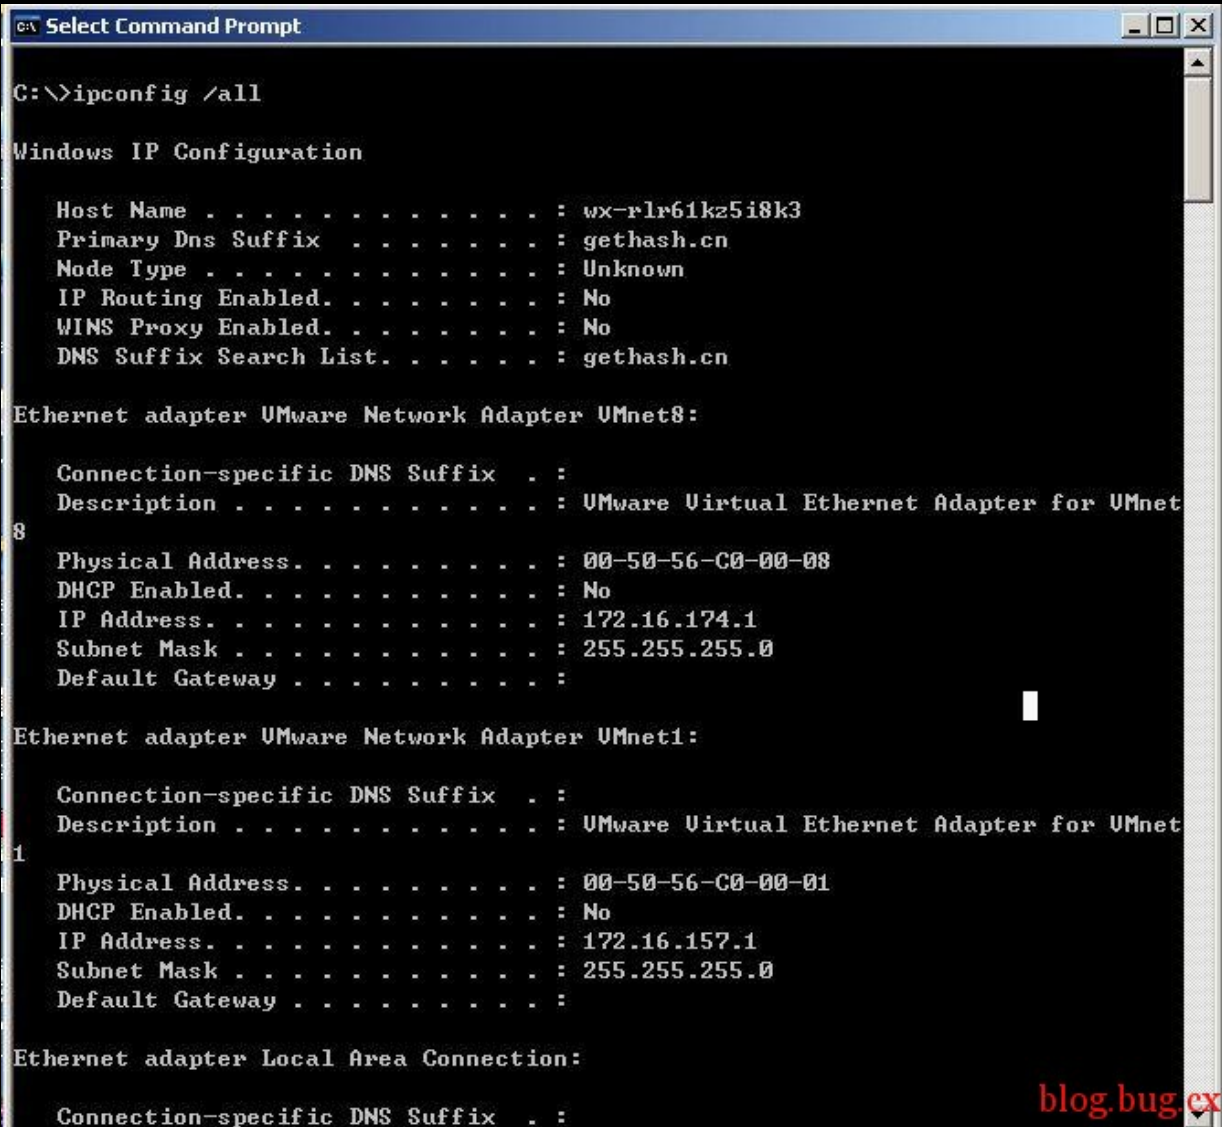 Select Command Prompt
C:\>ipconfig /all
Windows IP Configuration
Host Name . . . . . . . . . . . . : wx-rlr61kz5i8k3
Primary Dns Suffix  . . . . . . . : gethash.cn
Node Type . . . . . . . . . . . . : Unknown
IP Routing Enabled. . . . . . . . : No
WINS Proxy Enabled. . . . . . . . : No
DNS Suffix Search List. . . . . . : gethash.cn
Ethernet adapter VMware Network Adapter VMnet8:
Connection-specific DNS Suffix  . :
Description . . . . . . . . . . . : VMware Virtual Ethernet Adapter for VMnet
8
Physical Address. . . . . . . . . : 00-50-56-C0-00-08
DHCP Enabled. . . . . . . . . . . : No
IP Address. . . . . . . . . . . . : 172.16.174.1
Subnet Mask . . . . . . . . . . . : 255.255.255.0
Default Gateway . . . . . . . . . :
Ethernet adapter VMware Network Adapter VMnet1:
Connection-specific DNS Suffix  . :
Description . . . . . . . . . . . : VMware Virtual Ethernet Adapter for VMnet
1
Physical Address. . . . . . . . . : 00-50-56-C0-00-01
DHCP Enabled. . . . . . . . . . . : No
IP Address. . . . . . . . . . . . : 172.16.157.1
Subnet Mask . . . . . . . . . . . : 255.255.255.0
Default Gateway . . . . . . . . . :
Ethernet adapter Local Area Connection:
Connection-specific DNS Suffix  . :
blog.bug.cx